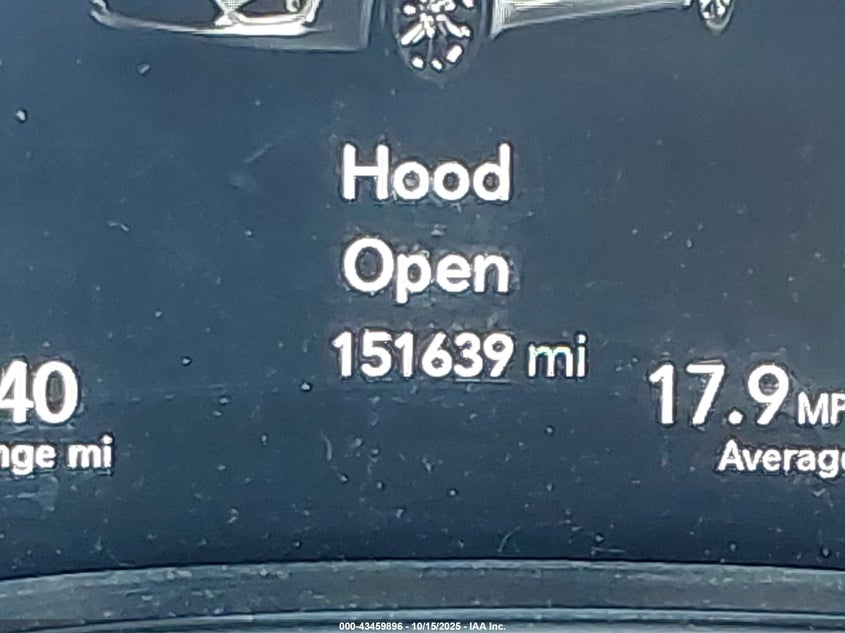 Hood
Open
151639 mi
40
nge mi
17.9 MP
Average
000-43459896 - 10/15/2025 - IAA Inc.